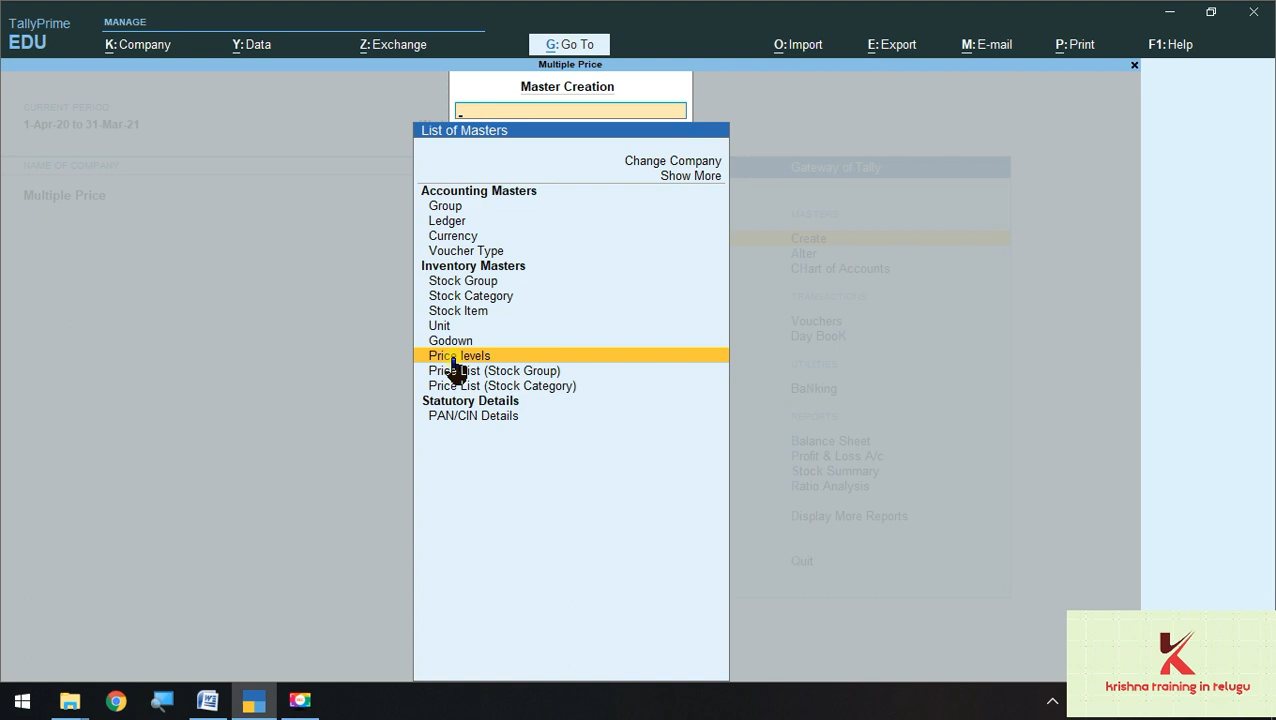 TallyPrime
EDU
MANAGE
K: Company
Y: Data
Z: Exchange
G: Go To
O: Import
E: Export
M: E-mail
P: Print
F1: Help
Multiple Price
CURRENT PERIOD
1-Apr-20 to 31-Mar-21
NAME OF COMPANY
Multiple Price
Master Creation
List of Masters
Change Company
Show More
Accounting Masters
Group
Ledger
Currency
Voucher Type
Inventory Masters
Stock Group
Stock Category
Stock Item
Unit
Godown
Price levels
Price List (Stock Group)
Price List (Stock Category)
Statutory Details
PAN/CIN Details
Gateway of Tally
MASTERS
Create
Alter
CHart of Accounts
TRANSACTIONS
Vouchers
Day BooK
UTILITIES
BaNking
REPORTS
Balance Sheet
Profit & Loss A/c
Stock Summary
Ratio Analysis
Display More Reports
Quit
krishna training in telugu